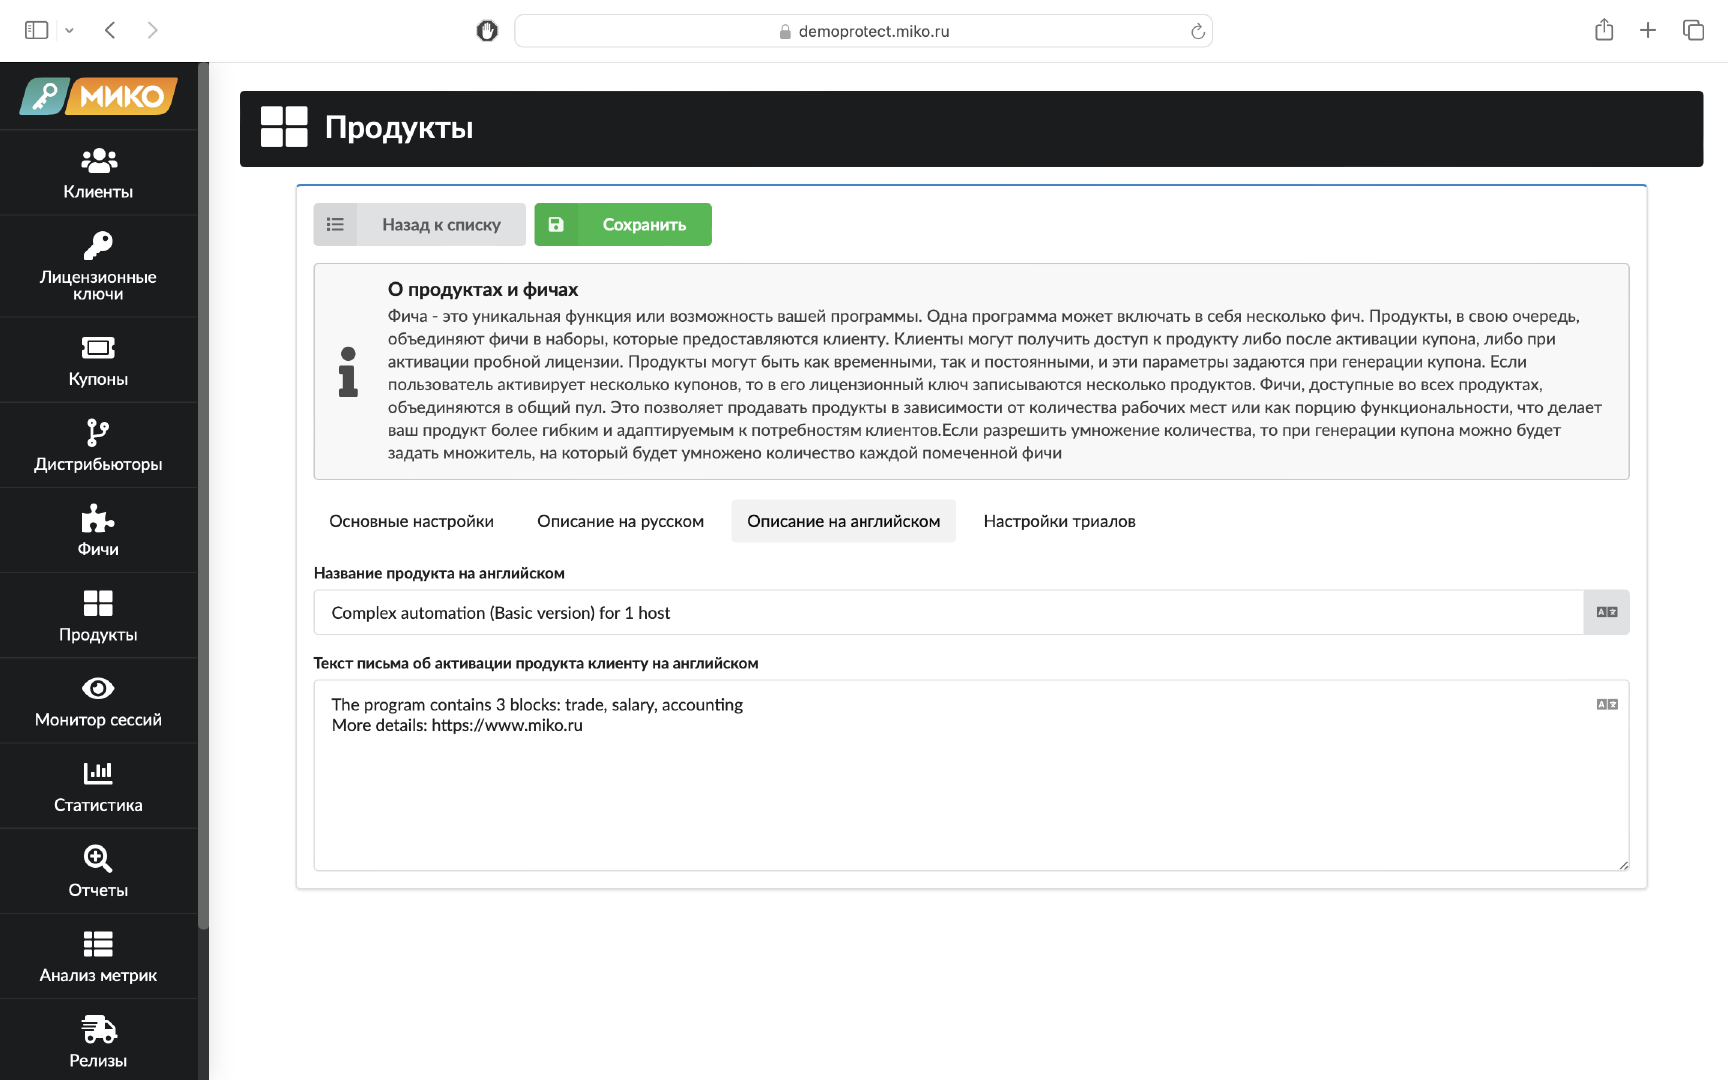 demoprotect.miko.ru
МИКО
Клиенты
Лицензионные
ключи
Купоны
Дистрибьюторы
Фичи
Продукты
Монитор сессий
Статистика
Отчеты
Анализ метрик
Релизы
Продукты
Назад к списку
Сохранить
О продуктах и фичах
Фича - это уникальная функция или возможность вашей программы. Одна программа может включать в себя несколько фич. Продукты, в свою очередь,
объединяют фичи в наборы, которые предоставляются клиенту. Клиенты могут получить доступ к продукту либо после активации купона, либо при
активации пробной лицензии. Продукты могут быть как временными, так и постоянными, и эти параметры задаются при генерации купона. Если
пользователь активирует несколько купонов, то в его лицензионный ключ записываются несколько продуктов. Фичи, доступные во всех продуктах,
объединяются в общий пул. Это позволяет продавать продукты в зависимости от количества рабочих мест или как порцию функциональности, что делает
ваш продукт более гибким и адаптируемым к потребностям клиентов.Если разрешить умножение количества, то при генерации купона можно будет
задать множитель, на который будет умножено количество каждой помеченной фичи
Основные настройки
Описание на русском
Описание на английском
Настройки триалов
Название продукта на английском
Complex automation (Basic version) for 1 host
Текст письма об активации продукта клиенту на английском
The program contains 3 blocks: trade, salary, accounting
More details: https://www.miko.ru